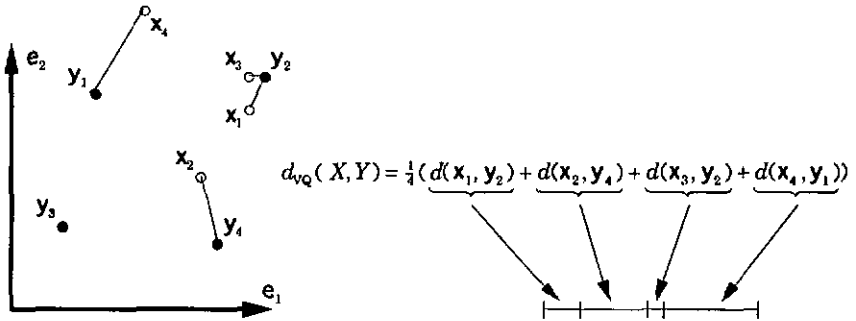 x₄
e₂
y₁
x₃ y₂
x₁
x₂
d_VQ( X, Y) = ¼(d(x₁, y₂) + d(x₂, y₄) + d(x₃, y₂) + d(x₄, y₁))
y₃
y₄
e₁